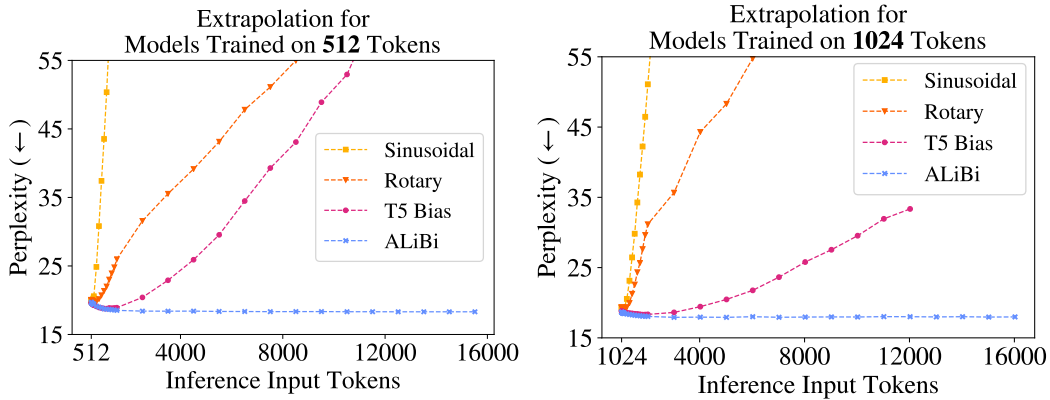 Extrapolation for
Models Trained on 512 Tokens
55
45
35
25
15
Perplexity (←)
512
4000
8000
12000
16000
Inference Input Tokens
Sinusoidal
Rotary
T5 Bias
ALiBi
Extrapolation for
Models Trained on 1024 Tokens
55
45
35
25
15
Perplexity (←)
1024
4000
8000
12000
16000
Inference Input Tokens
Sinusoidal
Rotary
T5 Bias
ALiBi